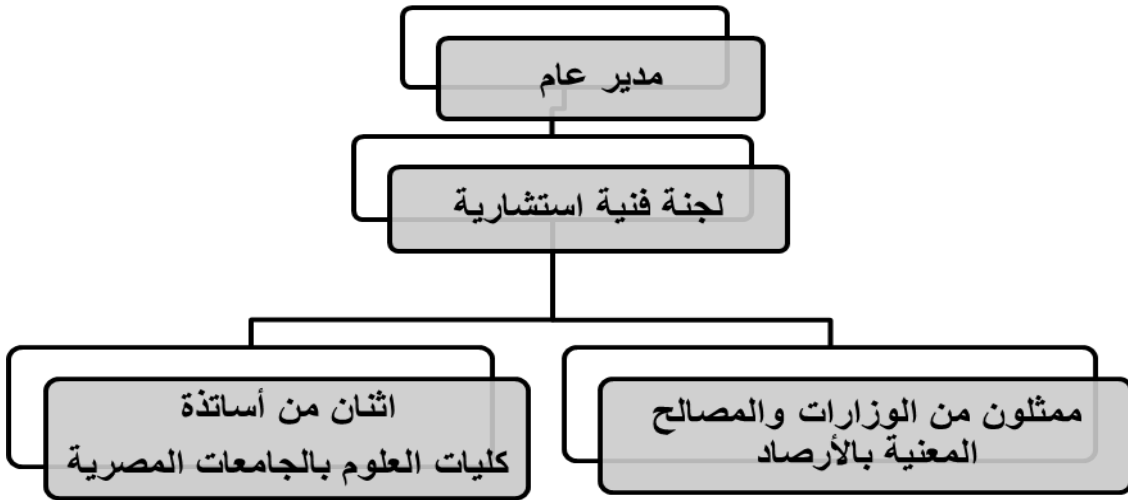 مدير عام
لجنة فنية استشارية
ممثلون من الوزارات والمصالح
المعنية بالأرصاد
اثنان من أساتذة
كليات العلوم بالجامعات المصرية